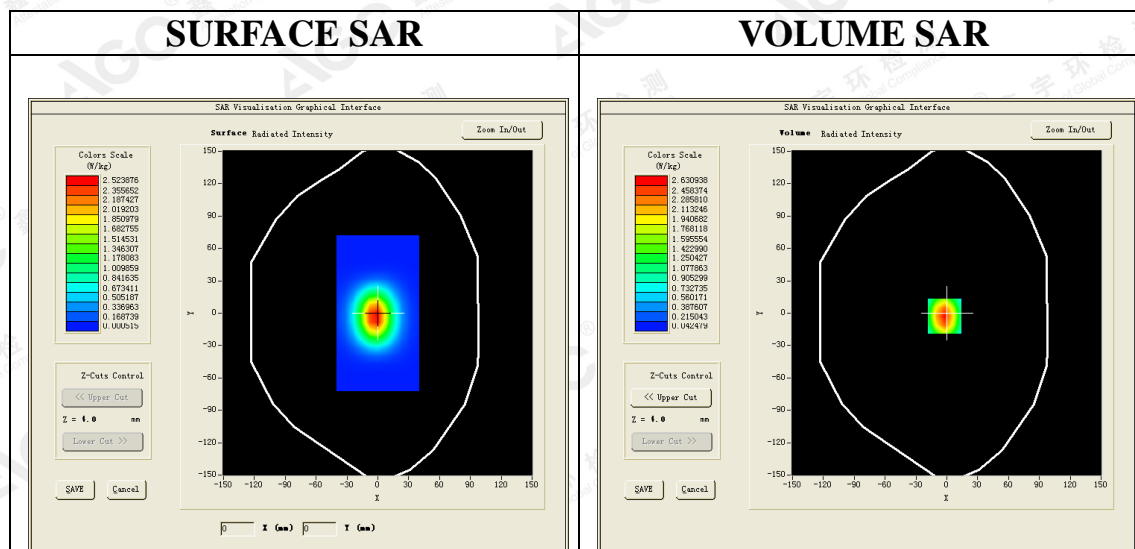 SURFACE SAR
VOLUME SAR
SAR Visualisation Graphical Interface
Surface Radiated Intensity
Zoom In/Out
Colors Scale
(W/kg)
2.523876
2.355652
2.187427
2.019203
1.850979
1.682755
1.514531
1.346307
1.178083
1.009859
0.841635
0.673411
0.505187
0.336963
0.168739
0.000515
150
120
90
60
30
0
-30
-60
-90
-120
-150
Y
-150 -120 -90 -60 -30 0 30 60 90 120 150
X
Z-Cuts Control
<< Upper Cut
Z = 4.0 mm
Lower Cut >>
SAVE Cancel
0 X (mm) 0 Y (mm)
SAR Visualisation Graphical Interface
Volume Radiated Intensity
Zoom In/Out
Colors Scale
(W/kg)
2.630938
2.458374
2.285810
2.113246
1.940682
1.768118
1.595554
1.422990
1.250427
1.077863
0.905299
0.732735
0.560171
0.387607
0.215043
0.042479
150
120
90
60
30
0
-30
-60
-90
-120
-150
Y
-150 -120 -90 -60 -30 0 30 60 90 120 150
X
Z-Cuts Control
<< Upper Cut
Z = 4.0 mm
Lower Cut >>
SAVE Cancel